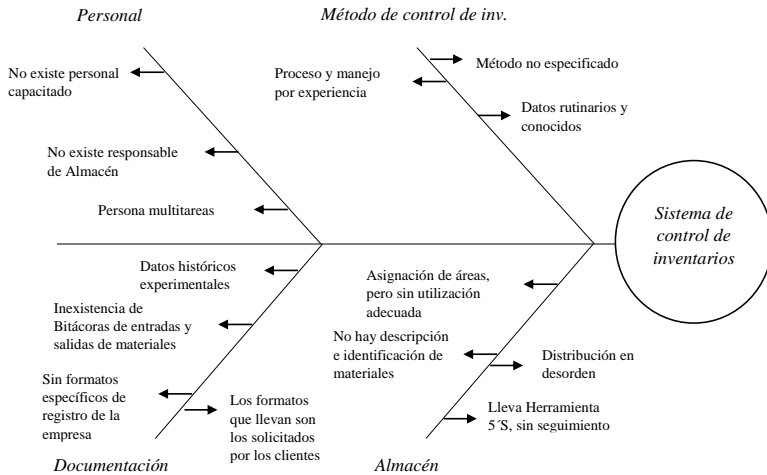 Personal
Método de control de inv.
No existe personal
capacitado
No existe responsable
de Almacén
Persona multitareas
Proceso y manejo
por experiencia
Método no especificado
Datos rutinarios y
conocidos
Sistema de
control de
inventarios
Datos históricos
experimentales
Inexistencia de
Bitácoras de entradas y
salidas de materiales
Sin formatos
específicos de
registro de la
empresa
Los formatos
que llevan son
los solicitados
por los clientes
Documentación
Asignación de áreas,
pero sin utilización
adecuada
No hay descripción
e identificación de
materiales
Distribución en
desorden
Lleva Herramienta
5´S, sin seguimiento
Almacén